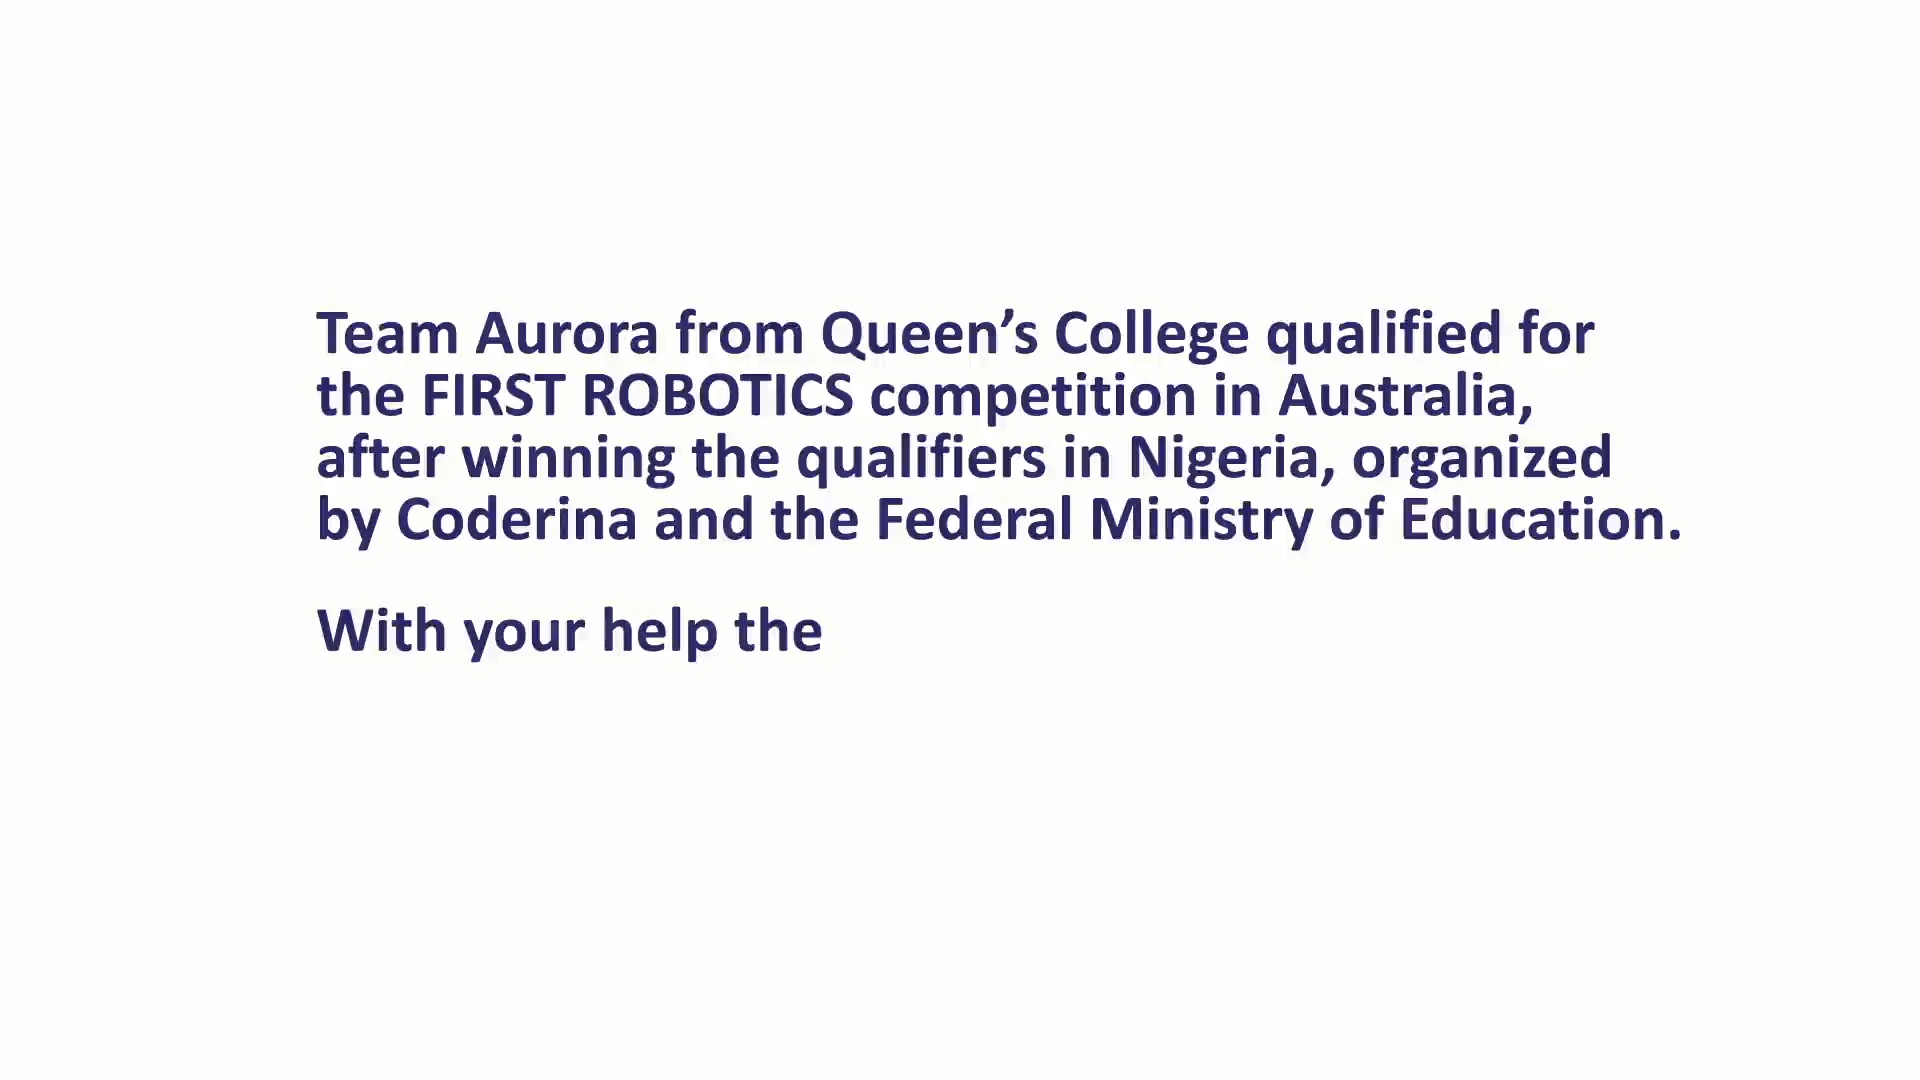 Team Aurora from Queen’s College qualified for
the FIRST ROBOTICS competition in Australia,
after winning the qualifiers in Nigeria, organized
by Coderina and the Federal Ministry of Education.
With your help the